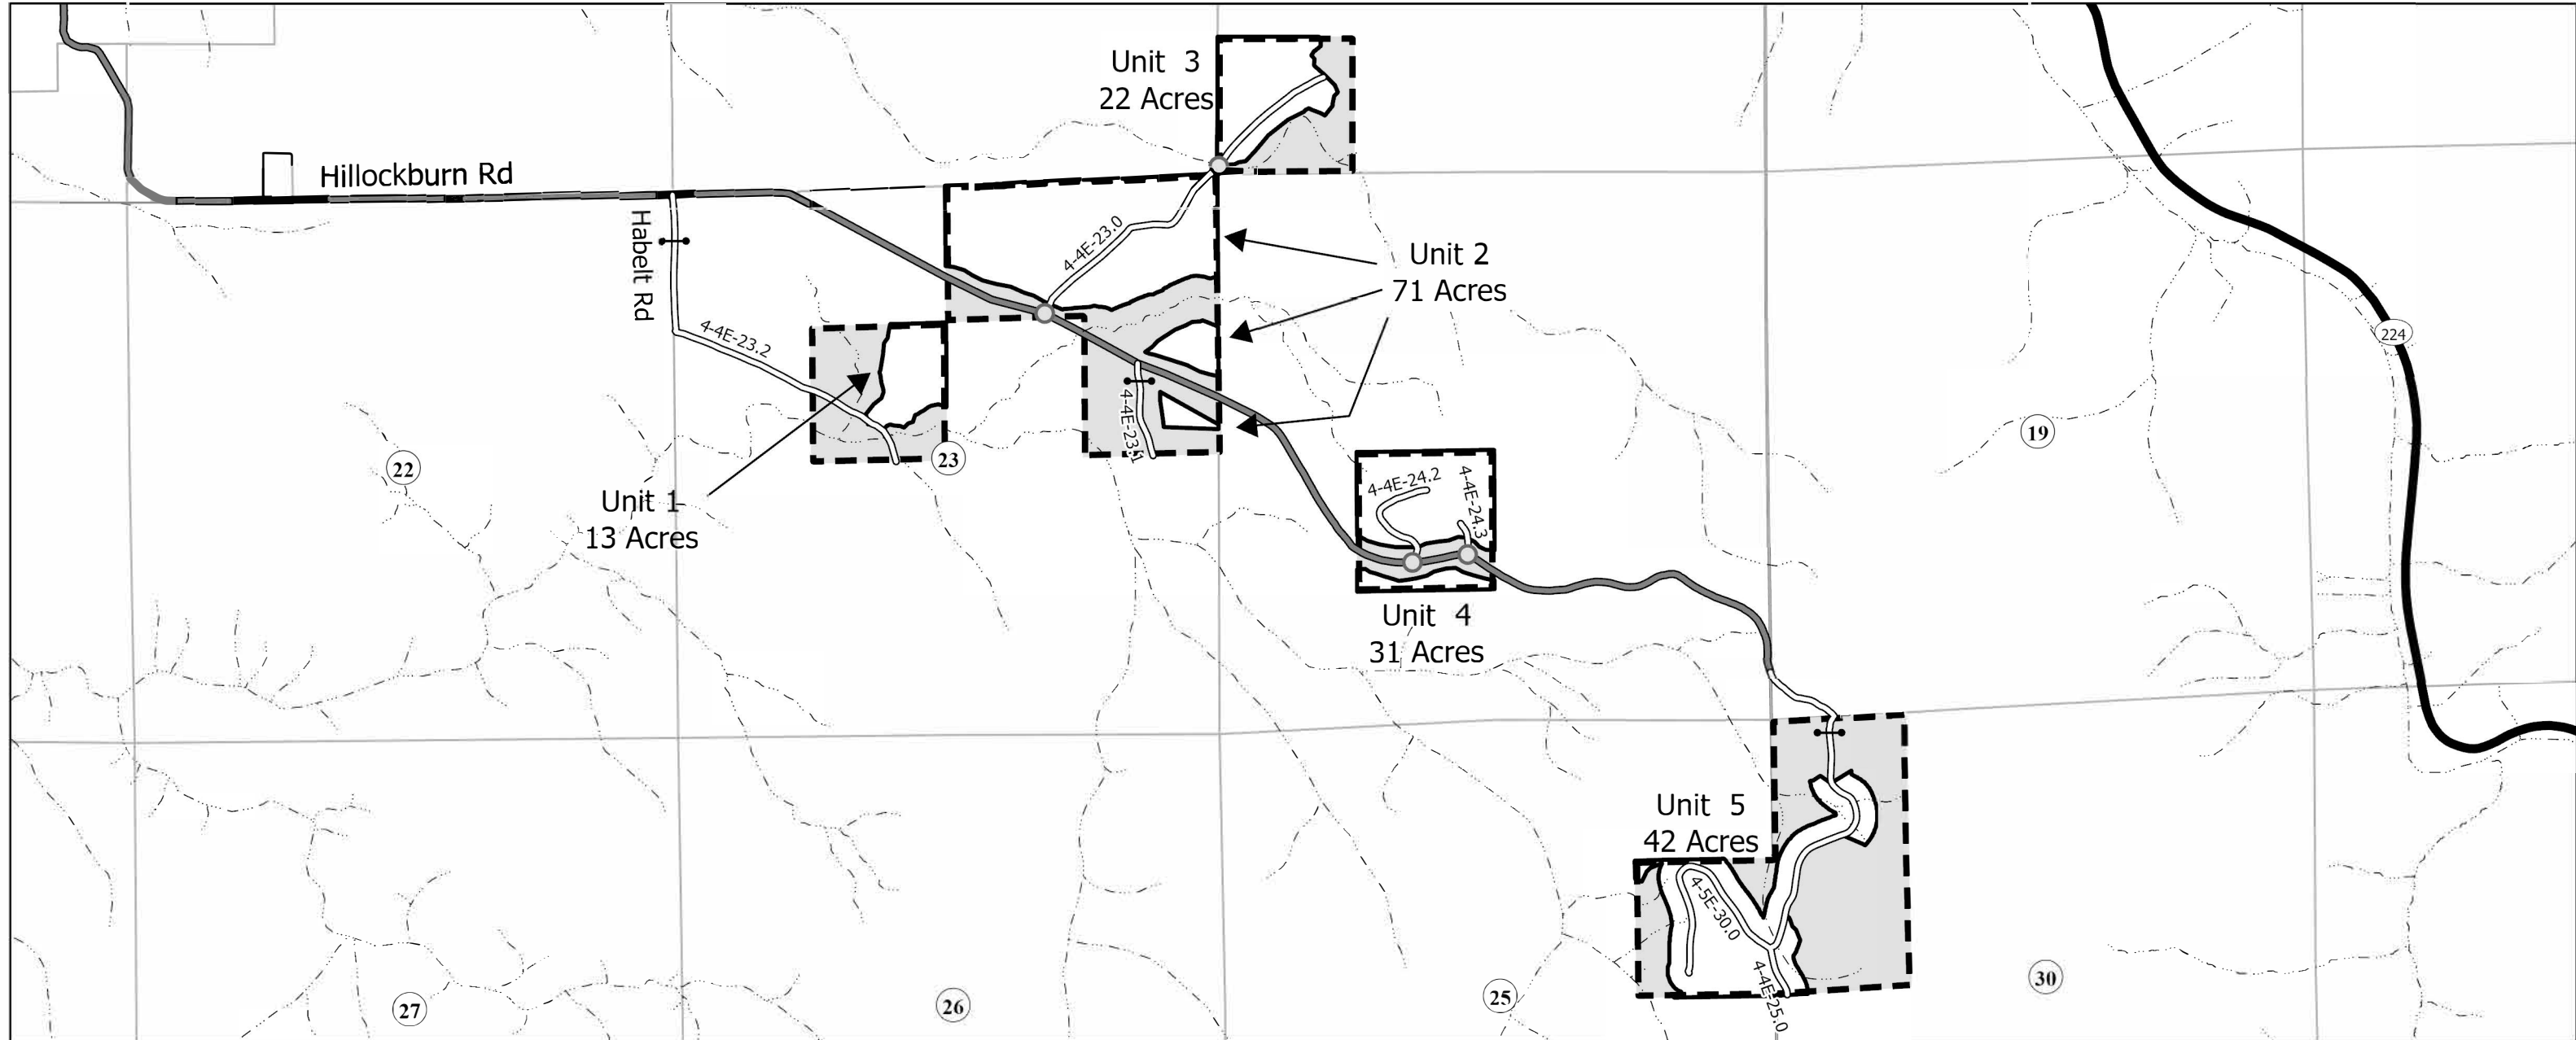 Unit 3
22 Acres
Hillockburn Rd
Habelt Rd
4-4E-23.0
Unit 2
71 Acres
224
4-4E-23.2
4-4E-23.1
19
22
23
Unit 1
13 Acres
4-4E-24.2
4-4E-24.3
Unit 4
31 Acres
Unit 5
42 Acres
4-5E-30.0
4-4E-25.0
27
26
25
30